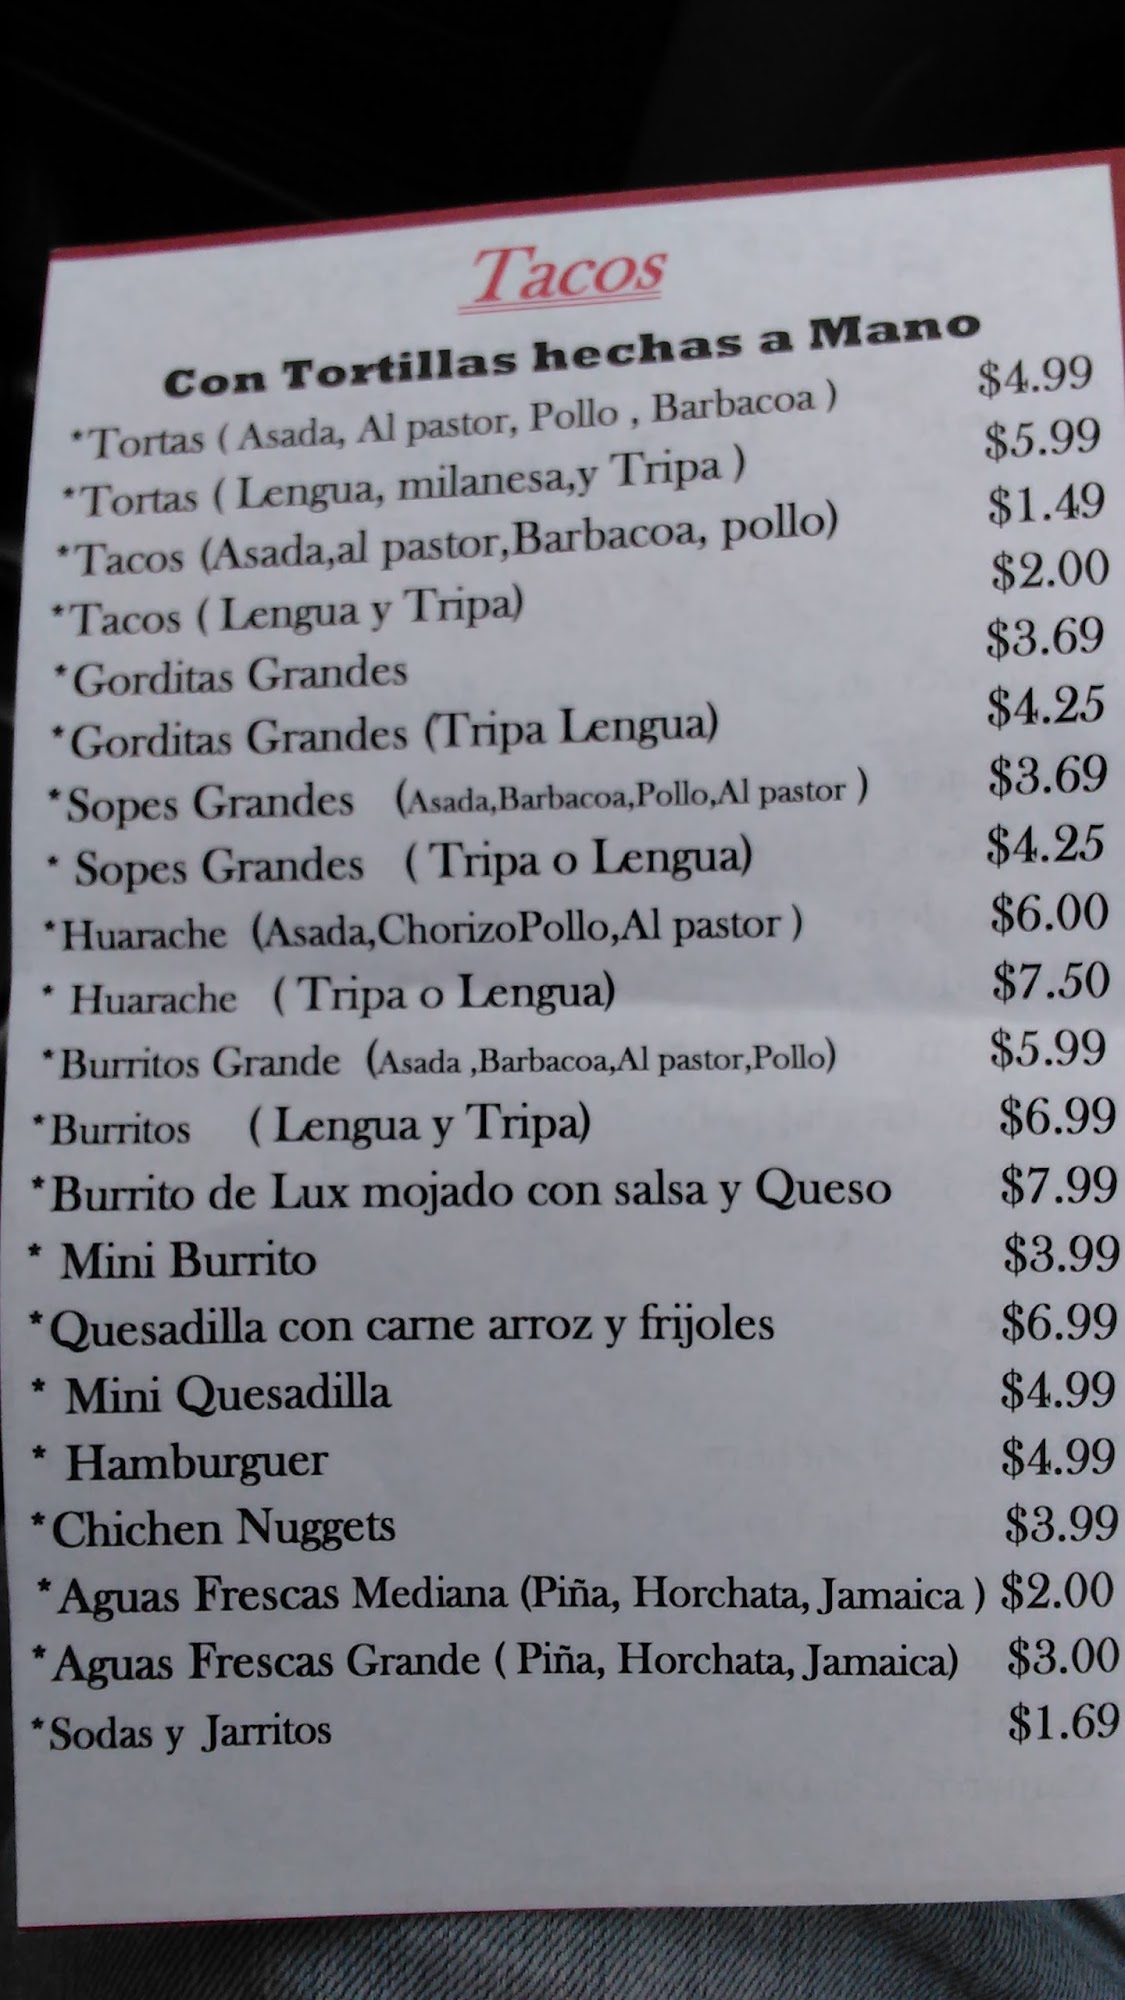 Tacos
Con Tortillas hechas a Mano
*Tortas ( Asada, Al pastor, Pollo , Barbacoa ) $4.99
*Tortas ( Lengua, milanesa,y Tripa ) $5.99
*Tacos (Asada,al pastor,Barbacoa, pollo) $1.49
*Tacos ( Lengua y Tripa) $2.00
*Gorditas Grandes $3.69
*Gorditas Grandes (Tripa Lengua) $4.25
*Sopes Grandes (Asada,Barbacoa,Pollo,Al pastor ) $3.69
* Sopes Grandes ( Tripa o Lengua) $4.25
*Huarache (Asada,ChorizoPollo,Al pastor ) $6.00
* Huarache ( Tripa o Lengua) $7.50
*Burritos Grande (Asada ,Barbacoa,Al pastor,Pollo) $5.99
*Burritos ( Lengua y Tripa) $6.99
*Burrito de Lux mojado con salsa y Queso $7.99
* Mini Burrito $3.99
*Quesadilla con carne arroz y frijoles $6.99
* Mini Quesadilla $4.99
* Hamburguer $4.99
*Chichen Nuggets $3.99
*Aguas Frescas Mediana (Piña, Horchata, Jamaica ) $2.00
*Aguas Frescas Grande ( Piña, Horchata, Jamaica) $3.00
*Sodas y Jarritos $1.69